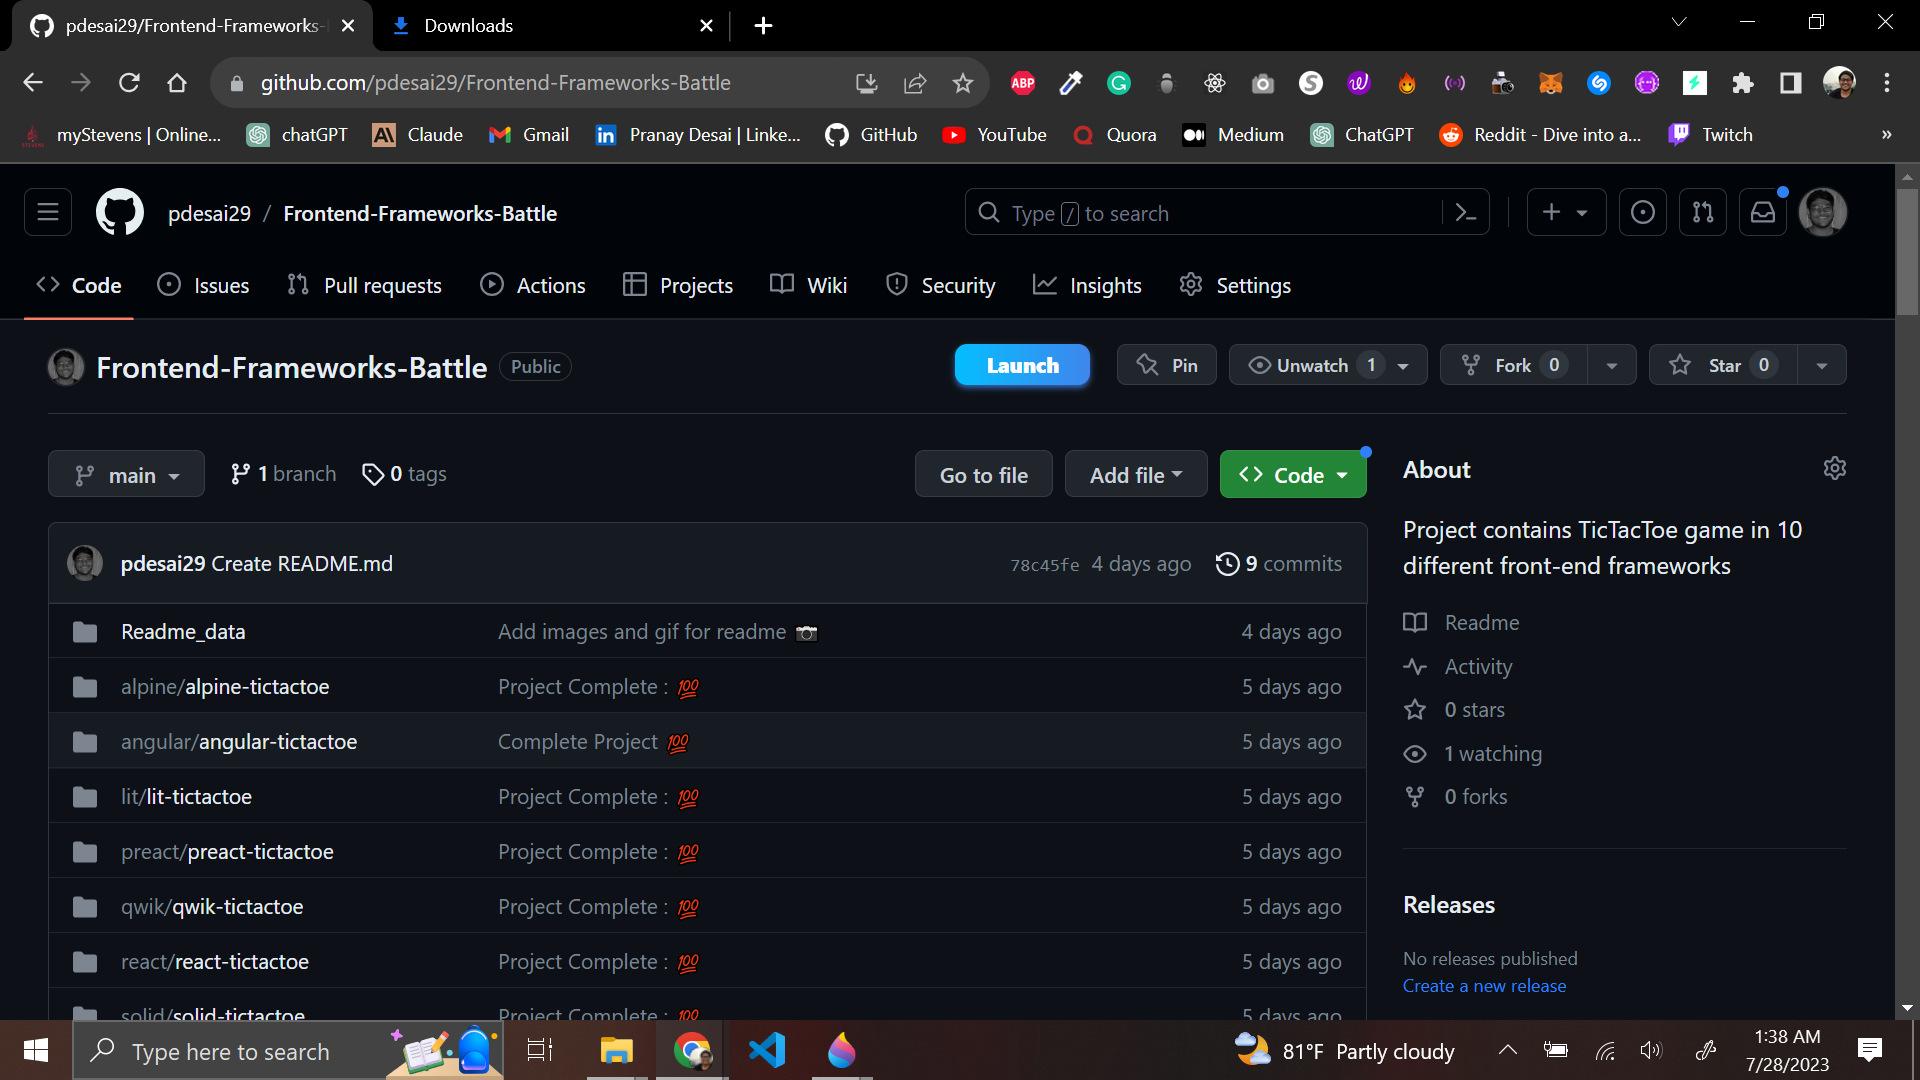 pdesai29/Frontend-Frameworks-
Downloads
github.com/pdesai29/Frontend-Frameworks-Battle
ABP
myStevens | Online...
chatGPT
Claude
Gmail
Pranay Desai | Linke...
GitHub
YouTube
Quora
Medium
ChatGPT
Reddit - Dive into a...
Twitch
»
pdesai29 / Frontend-Frameworks-Battle
Type / to search
Code
Issues
Pull requests
Actions
Projects
Wiki
Security
Insights
Settings
Frontend-Frameworks-Battle Public
Launch
Pin
Unwatch 1
Fork 0
Star 0
main
1 branch
0 tags
Go to file
Add file
Code
pdesai29 Create README.md
78c45fe 4 days ago
9 commits
Readme_data Add images and gif for readme 📷 4 days ago
alpine/alpine-tictactoe Project Complete : 💯 5 days ago
angular/angular-tictactoe Complete Project 💯 5 days ago
lit/lit-tictactoe Project Complete : 💯 5 days ago
preact/preact-tictactoe Project Complete : 💯 5 days ago
qwik/qwik-tictactoe Project Complete : 💯 5 days ago
react/react-tictactoe Project Complete : 💯 5 days ago
solid/solid-tictactoe Project Complete : 💯 5 days ago
About
Project contains TicTacToe game in 10
different front-end frameworks
Readme
Activity
0 stars
1 watching
0 forks
Releases
No releases published
Create a new release
Type here to search
81°F Partly cloudy
1:38 AM
7/28/2023